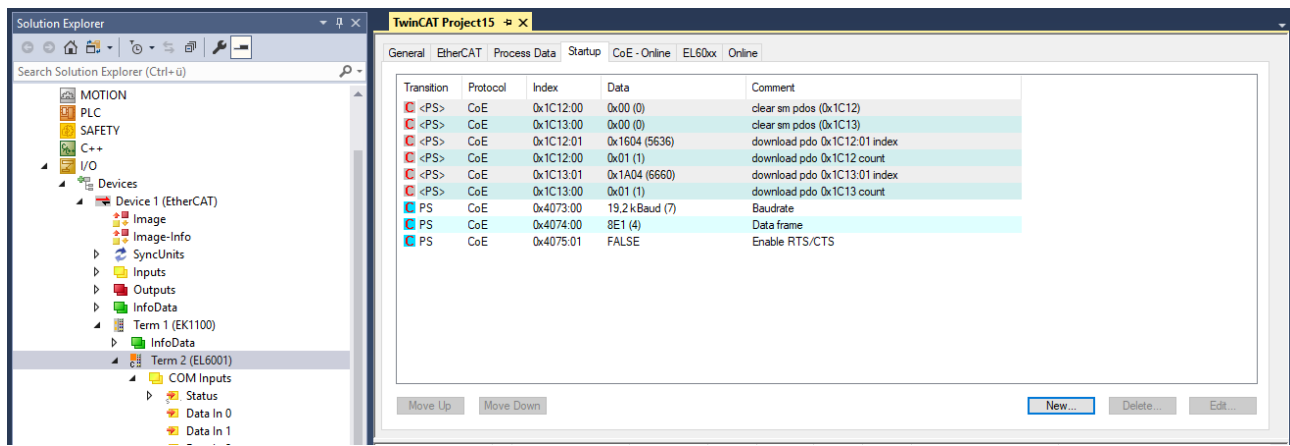 Solution Explorer
Search Solution Explorer (Ctrl+ü)
MOTION
PLC
SAFETY
C++
I/O
Devices
Device 1 (EtherCAT)
Image
Image-Info
SyncUnits
Inputs
Outputs
InfoData
Term 1 (EK1100)
InfoData
Term 2 (EL6001)
COM Inputs
Status
Data In 0
Data In 1
TwinCAT Project15
General EtherCAT Process Data Startup CoE - Online EL60xx Online
Transition Protocol Index Data Comment
C <PS> CoE 0x1C12:00 0x00 (0) clear sm pdos (0x1C12)
C <PS> CoE 0x1C13:00 0x00 (0) clear sm pdos (0x1C13)
C <PS> CoE 0x1C12:01 0x1604 (5636) download pdo 0x1C12:01 index
C <PS> CoE 0x1C12:00 0x01 (1) download pdo 0x1C12 count
C <PS> CoE 0x1C13:01 0x1A04 (6660) download pdo 0x1C13:01 index
C <PS> CoE 0x1C13:00 0x01 (1) download pdo 0x1C13 count
C PS CoE 0x4073:00 19,2 kBaud (7) Baudrate
C PS CoE 0x4074:00 8E1 (4) Data frame
C PS CoE 0x4075:01 FALSE Enable RTS/CTS
Move Up Move Down New... Delete... Edit...